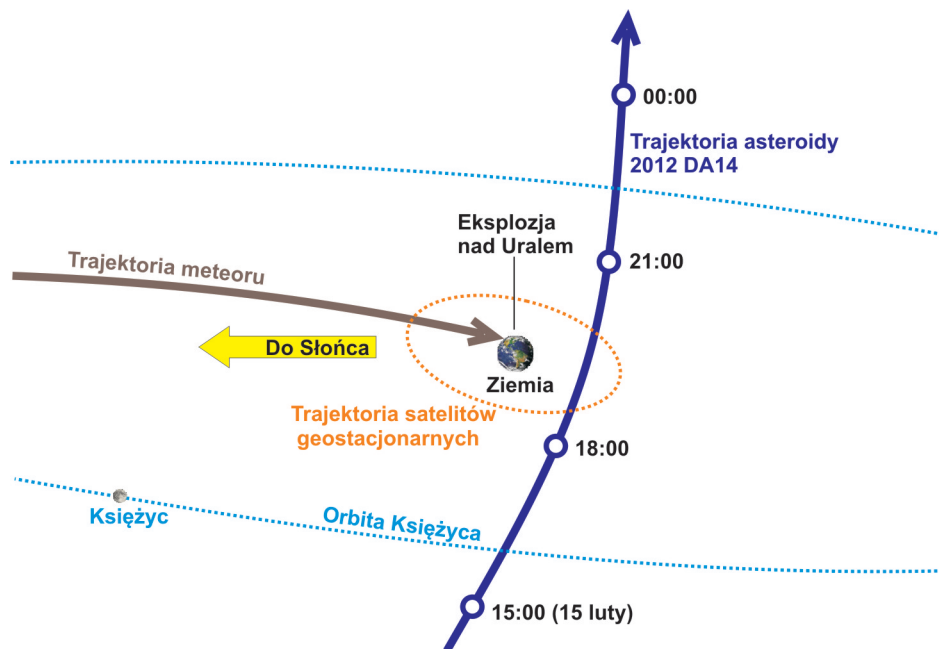 00:00
Trajektoria asteroidy
2012 DA14
Eksplozja
nad Uralem
Trajektoria meteoru
21:00
Do Słońca
Ziemia
Trajektoria satelitów
geostacjonarnych
18:00
Księżyc
Orbita Księżyca
15:00 (15 luty)